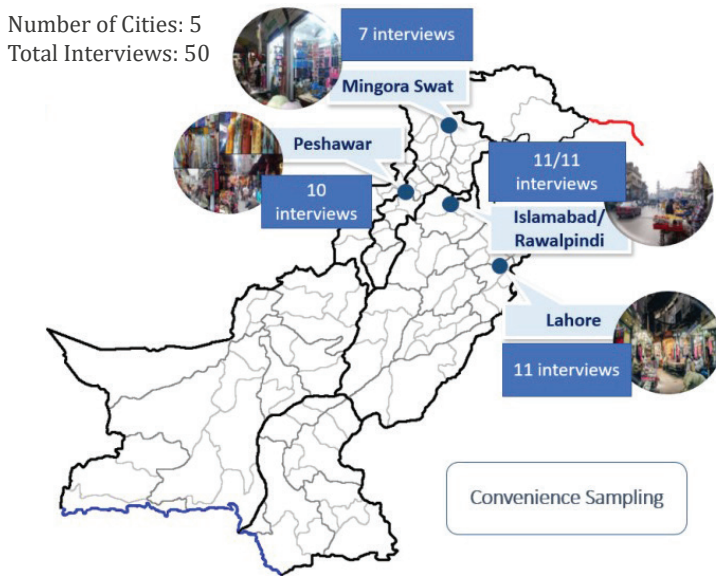 Number of Cities: 5
Total Interviews: 50
7 interviews
Mingora Swat
Peshawar
10
interviews
11/11
interviews
Islamabad/
Rawalpindi
Lahore
11 interviews
Convenience Sampling